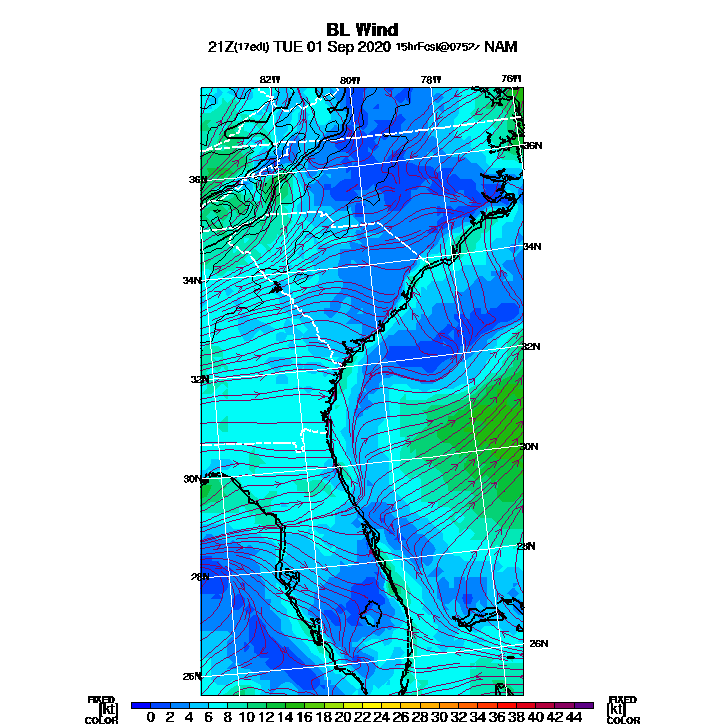 BL Wind
21Z(17edt) TUE 01 Sep 2020 15hrFcst@0752z NAM
82W 80W 78W 76W
36N 36N
34N 34N
32N 32N
30N 30N
28N 28N
26N 26N
FIXED FIXED
[kt] 0 2 4 6 8 10 12 14 16 18 20 22 24 26 28 30 32 34 36 38 40 42 44 [kt]
COLOR COLOR